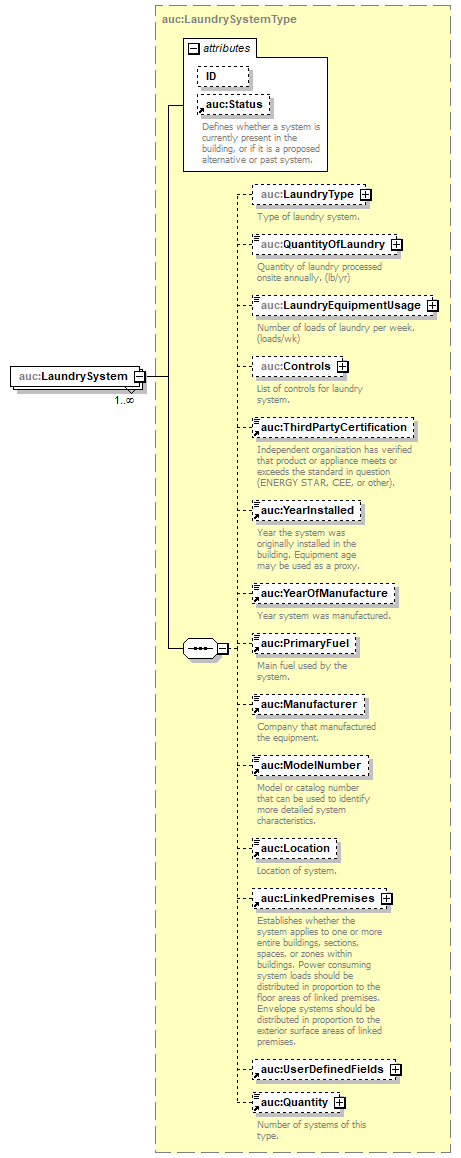 auc:LaundrySystemType
attributes
ID
auc:Status
Defines whether a system is
currently present in the
building, or if it is a proposed
alternative or past system.
auc:LaundryType
Type of laundry system.
auc:QuantityOfLaundry
Quantity of laundry processed
onsite annually. (lb/yr)
auc:LaundryEquipmentUsage
Number of loads of laundry per week.
(loads/wk)
auc:LaundrySystem
1..∞
auc:Controls
List of controls for laundry
system.
auc:ThirdPartyCertification
Independent organization has verified
that product or appliance meets or
exceeds the standard in question
(ENERGY STAR, CEE, or other).
auc:YearInstalled
Year the system was
originally installed in the
building. Equipment age
may be used as a proxy.
auc:YearOfManufacture
Year system was manufactured.
auc:PrimaryFuel
Main fuel used by the
system.
auc:Manufacturer
Company that manufactured
the equipment.
auc:ModelNumber
Model or catalog number
that can be used to identify
more detailed system
characteristics.
auc:Location
Location of system.
auc:LinkedPremises
Establishes whether the
system applies to one or more
entire buildings, sections,
spaces, or zones within
buildings. Power consuming
system loads should be
distributed in proportion to the
floor areas of linked premises.
Envelope systems should be
distributed in proportion to the
exterior surface areas of linked
premises.
auc:UserDefinedFields
auc:Quantity
Number of systems of this
type.